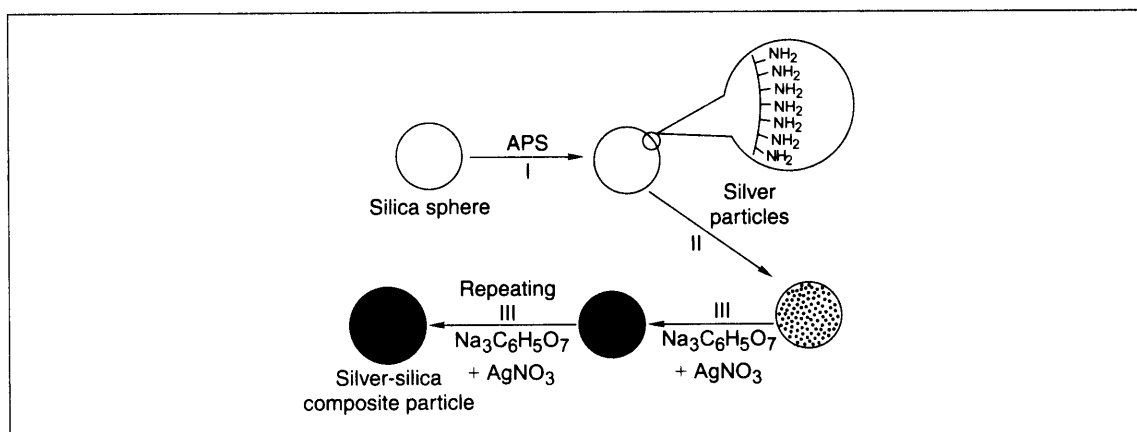 NH2
NH2
NH2
NH2
NH2
NH2
NH2
APS
I
Silica sphere
Silver
particles
II
Repeating
III
Na3C6H5O7
+ AgNO3
III
Na3C6H5O7
+ AgNO3
Silver-silica
composite particle